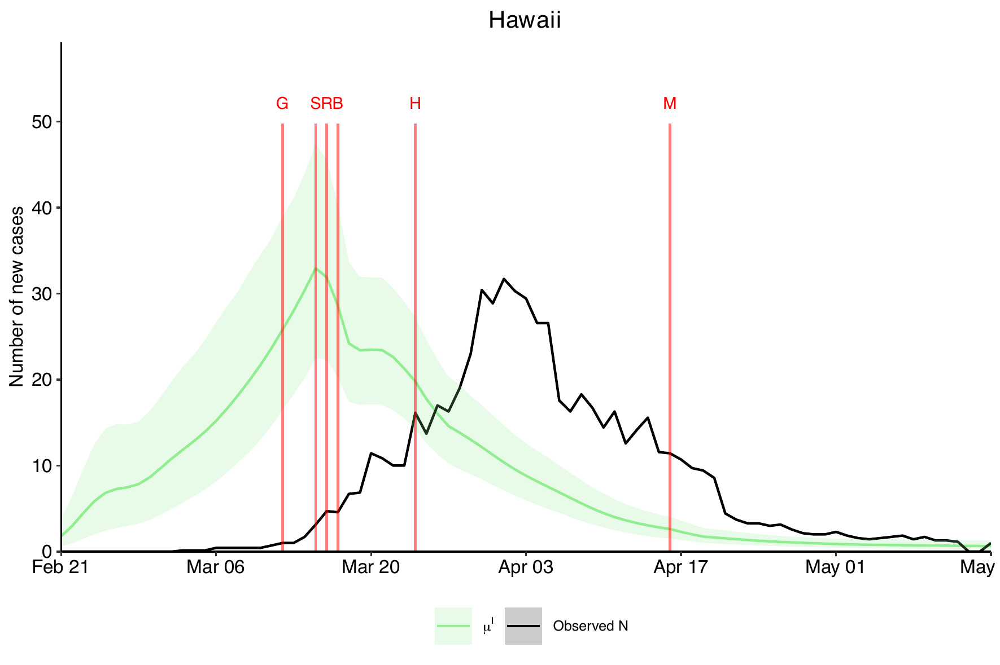 Hawaii
G SRB H M
Number of new cases
50
40
30
20
10
0
Feb 21 Mar 06 Mar 20 Apr 03 Apr 17 May 01 May
μᴵ Observed N